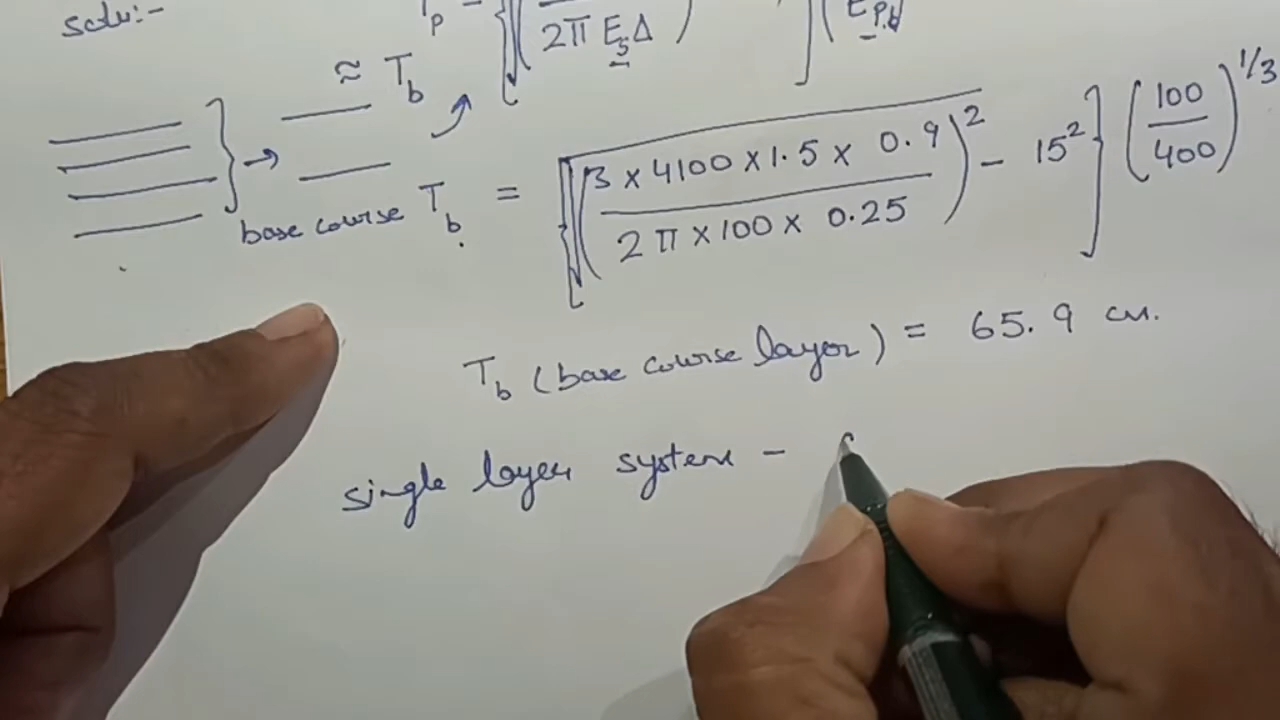 Solu:-
T_p = {√( / 2π E_s Δ) ] (E_p,b
≈ T_b
base course T_b = {√((3 x 4100 x 1.5 x 0.9 / 2π x 100 x 0.25)^2 - 15^2} (100/400)^1/3
T_b (base course layer) = 65.9 cm.
single layer system -